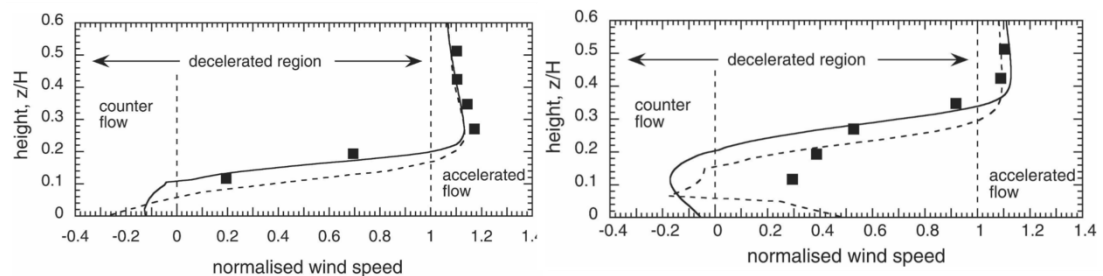 0.6
0.5
decelerated region
0.4
counter
flow
0.3
0.2
accelerated
flow
0.1
0
height, z/H
-0.4 -0.2 0 0.2 0.4 0.6 0.8 1 1.2 1.4
normalised wind speed
0.6
0.5
decelerated region
0.4
counter
flow
0.3
0.2
accelerated
flow
0.1
0
height, z/H
-0.4 -0.2 0 0.2 0.4 0.6 0.8 1 1.2 1.4
normalised wind speed